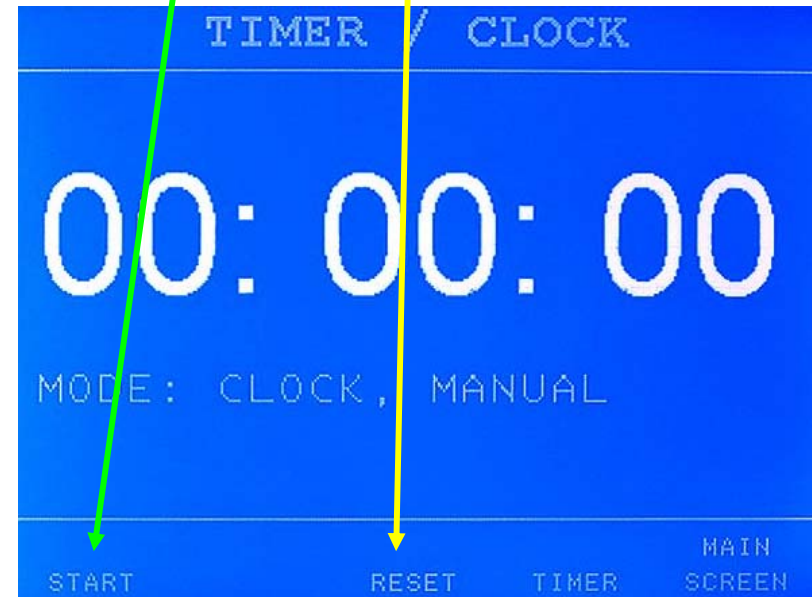 TIMER / CLOCK
00:00:00
MODE: CLOCK, MANUAL
START RESET TIMER MAIN SCREEN